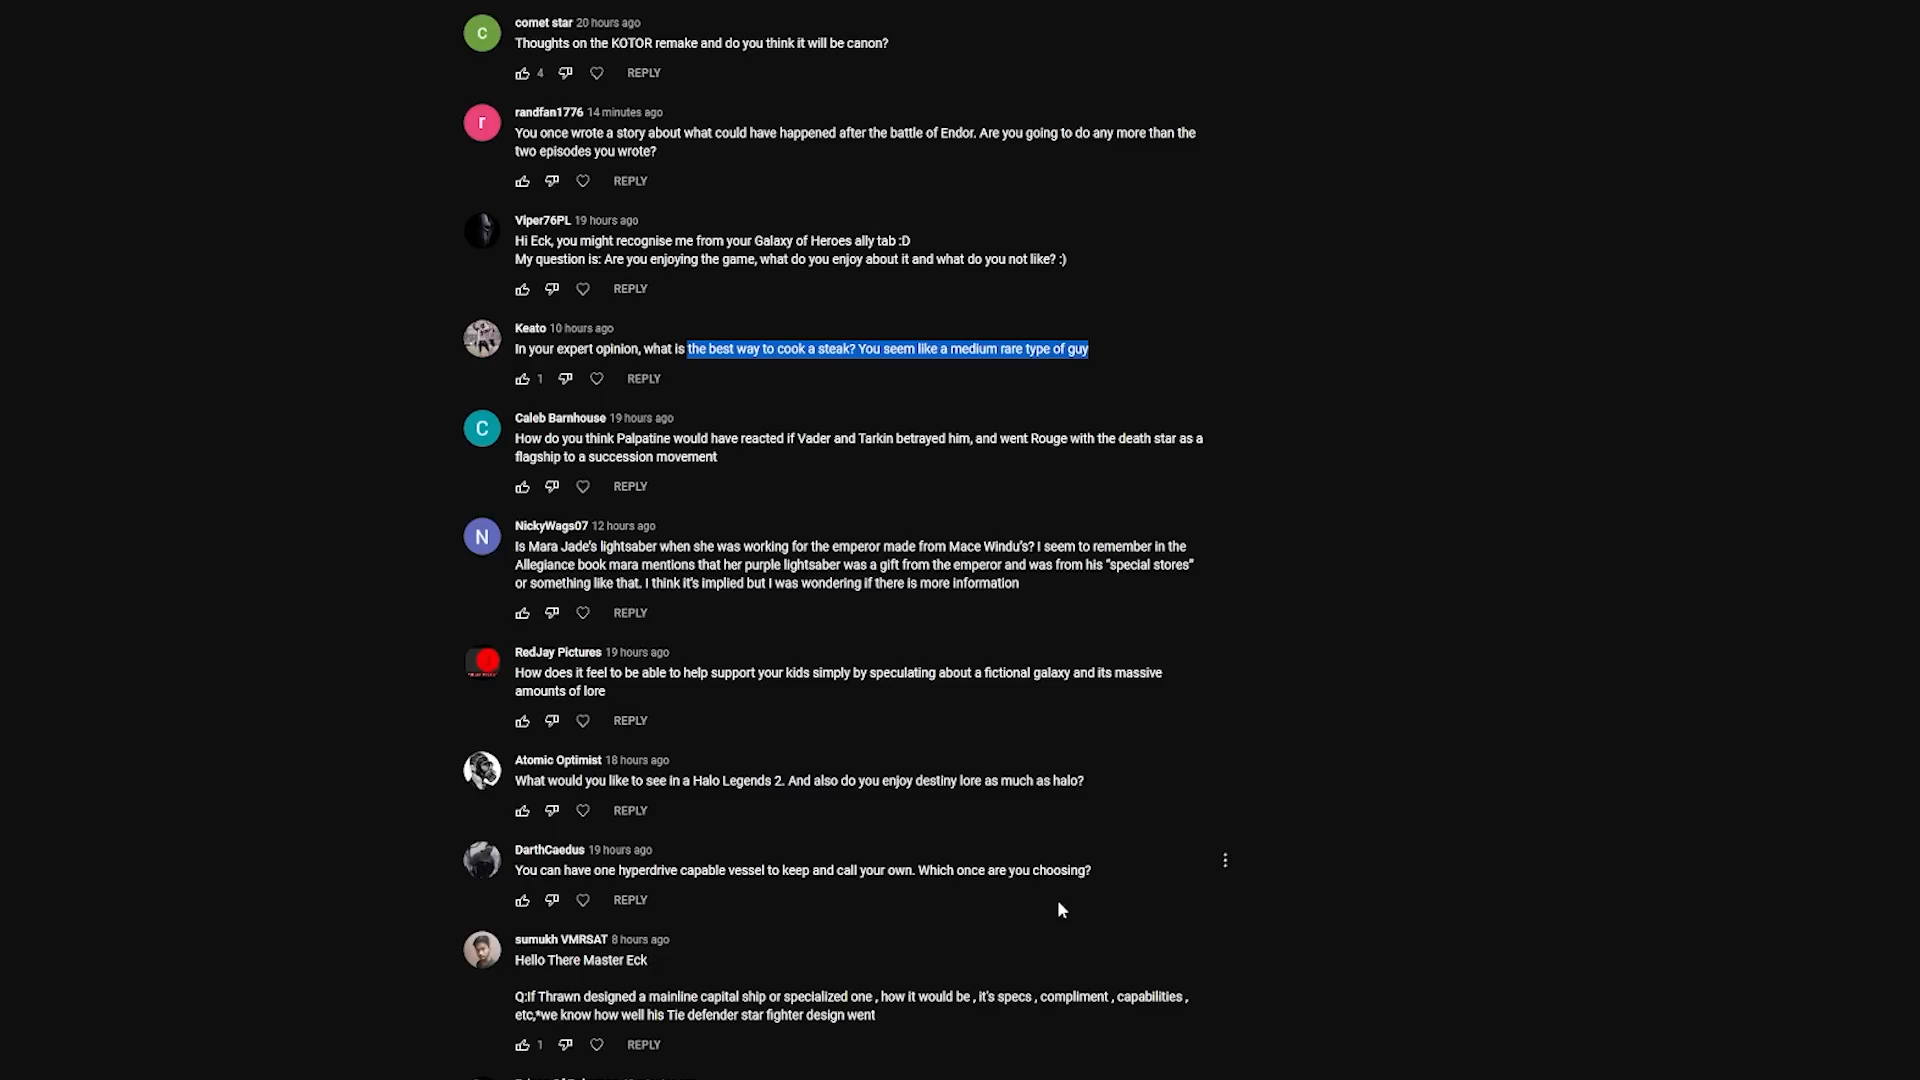 comet star 20 hours ago
Thoughts on the KOTOR remake and do you think it will be canon?
4 REPLY
randfan1776 14 minutes ago
You once wrote a story about what could have happened after the battle of Endor. Are you going to do any more than the
two episodes you wrote?
REPLY
Viper76PL 19 hours ago
Hi Eck, you might recognise me from your Galaxy of Heroes ally tab :D
My question is: Are you enjoying the game, what do you enjoy about it and what do you not like? :)
REPLY
Keato 10 hours ago
In your expert opinion, what is the best way to cook a steak? You seem like a medium rare type of guy
1 REPLY
Caleb Barnhouse 19 hours ago
How do you think Palpatine would have reacted if Vader and Tarkin betrayed him, and went Rouge with the death star as a
flagship to a succession movement
REPLY
NickyWags07 12 hours ago
Is Mara Jade's lightsaber when she was working for the emperor made from Mace Windu's? I seem to remember in the
Allegiance book mara mentions that her purple lightsaber was a gift from the emperor and was from his "special stores"
or something like that. I think it's implied but I was wondering if there is more information
REPLY
RedJay Pictures 19 hours ago
How does it feel to be able to help support your kids simply by speculating about a fictional galaxy and its massive
amounts of lore
REPLY
Atomic Optimist 18 hours ago
What would you like to see in a Halo Legends 2. And also do you enjoy destiny lore as much as halo?
REPLY
DarthCaedus 19 hours ago
You can have one hyperdrive capable vessel to keep and call your own. Which once are you choosing?
REPLY
sumukh VMRSAT 8 hours ago
Hello There Master Eck
Q:If Thrawn designed a mainline capital ship or specialized one , how it would be , it's specs , compliment , capabilities ,
etc,*we know how well his Tie defender star fighter design went
1 REPLY